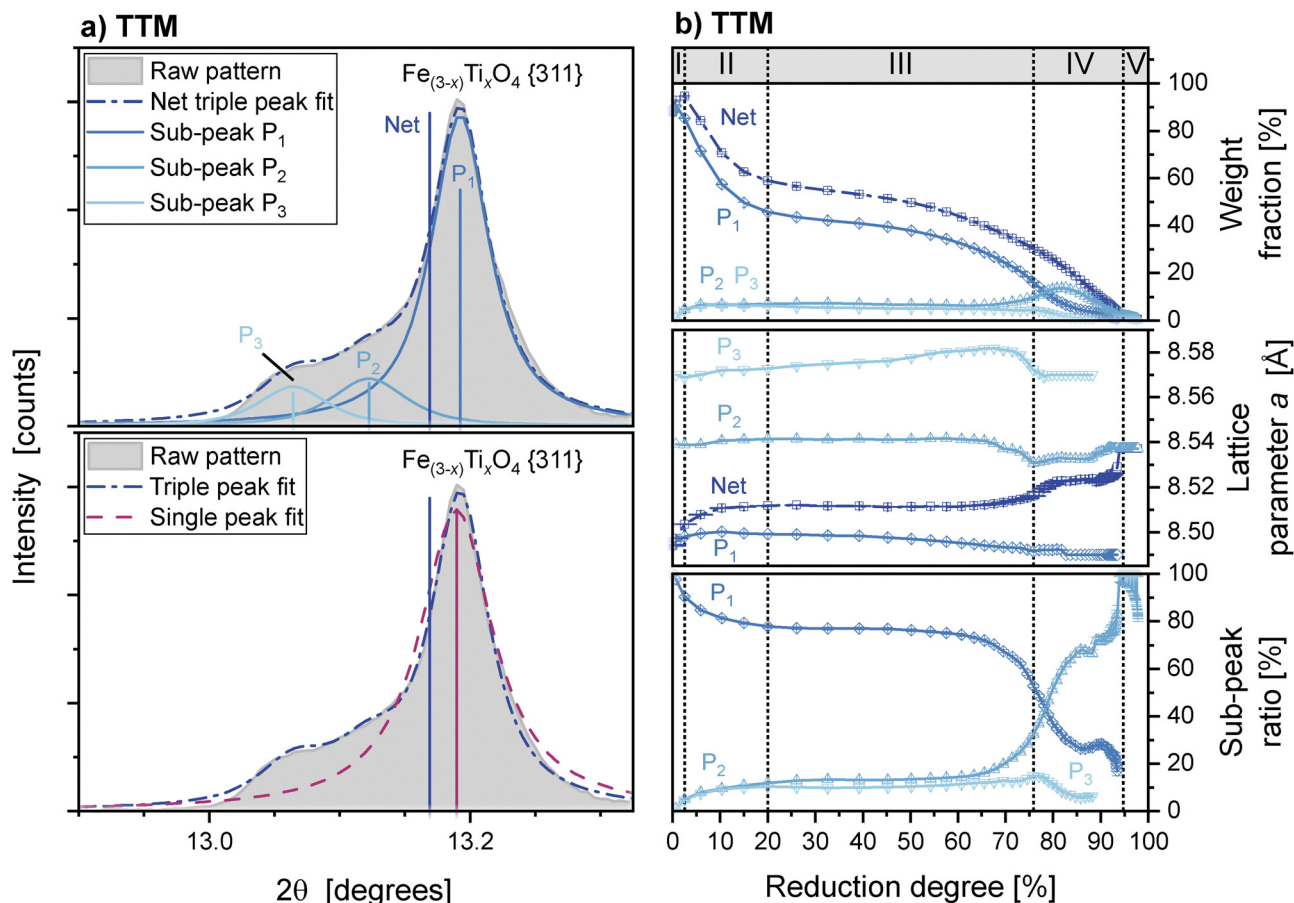 a) TTM
Raw pattern
Net triple peak fit
Sub-peak P1
Sub-peak P2
Sub-peak P3
Fe(3-x)TixO4 {311}
Net
P1
P3
P2
Raw pattern
Triple peak fit
Single peak fit
Fe(3-x)TixO4 {311}
Intensity [counts]
13.0 13.2
2θ [degrees]
b) TTM
I II III IV V
100
80
60
40
20
0
Net
P1
P2 P3
Weight
fraction [%]
P3
P2
Net
P1
8.58
8.56
8.54
8.52
8.50
Lattice
parameter a [Å]
P1
P2
P3
100
80
60
40
20
0
Sub-peak
ratio [%]
0 10 20 30 40 50 60 70 80 90 100
Reduction degree [%]